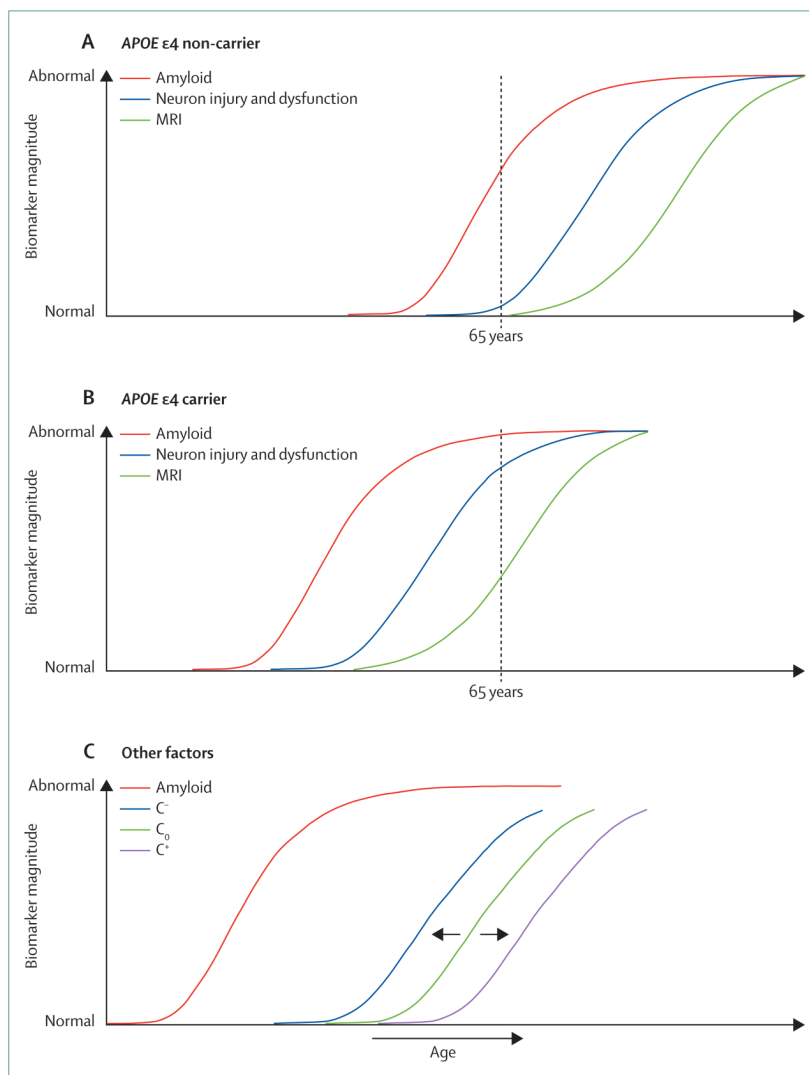 A APOE ε4 non-carrier
Abnormal
Amyloid
Neuron injury and dysfunction
MRI
Biomarker magnitude
Normal
65 years
B APOE ε4 carrier
Abnormal
Amyloid
Neuron injury and dysfunction
MRI
Biomarker magnitude
Normal
65 years
C Other factors
Abnormal
Amyloid
C⁻
C₀
C⁺
Biomarker magnitude
Normal
Age